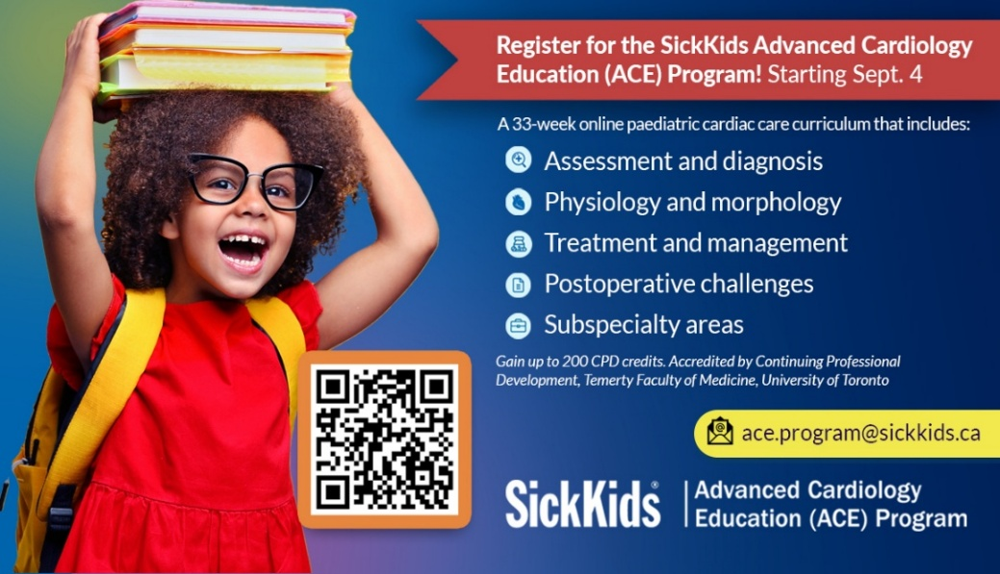 Register for the SickKids Advanced Cardiology
Education (ACE) Program! Starting Sept. 4
A 33-week online paediatric cardiac care curriculum that includes:
Assessment and diagnosis
Physiology and morphology
Treatment and management
Postoperative challenges
Subspecialty areas
Gain up to 200 CPD credits. Accredited by Continuing Professional
Development, Temerty Faculty of Medicine, University of Toronto
ace.program@sickkids.ca
SickKids®
Advanced Cardiology
Education (ACE) Program